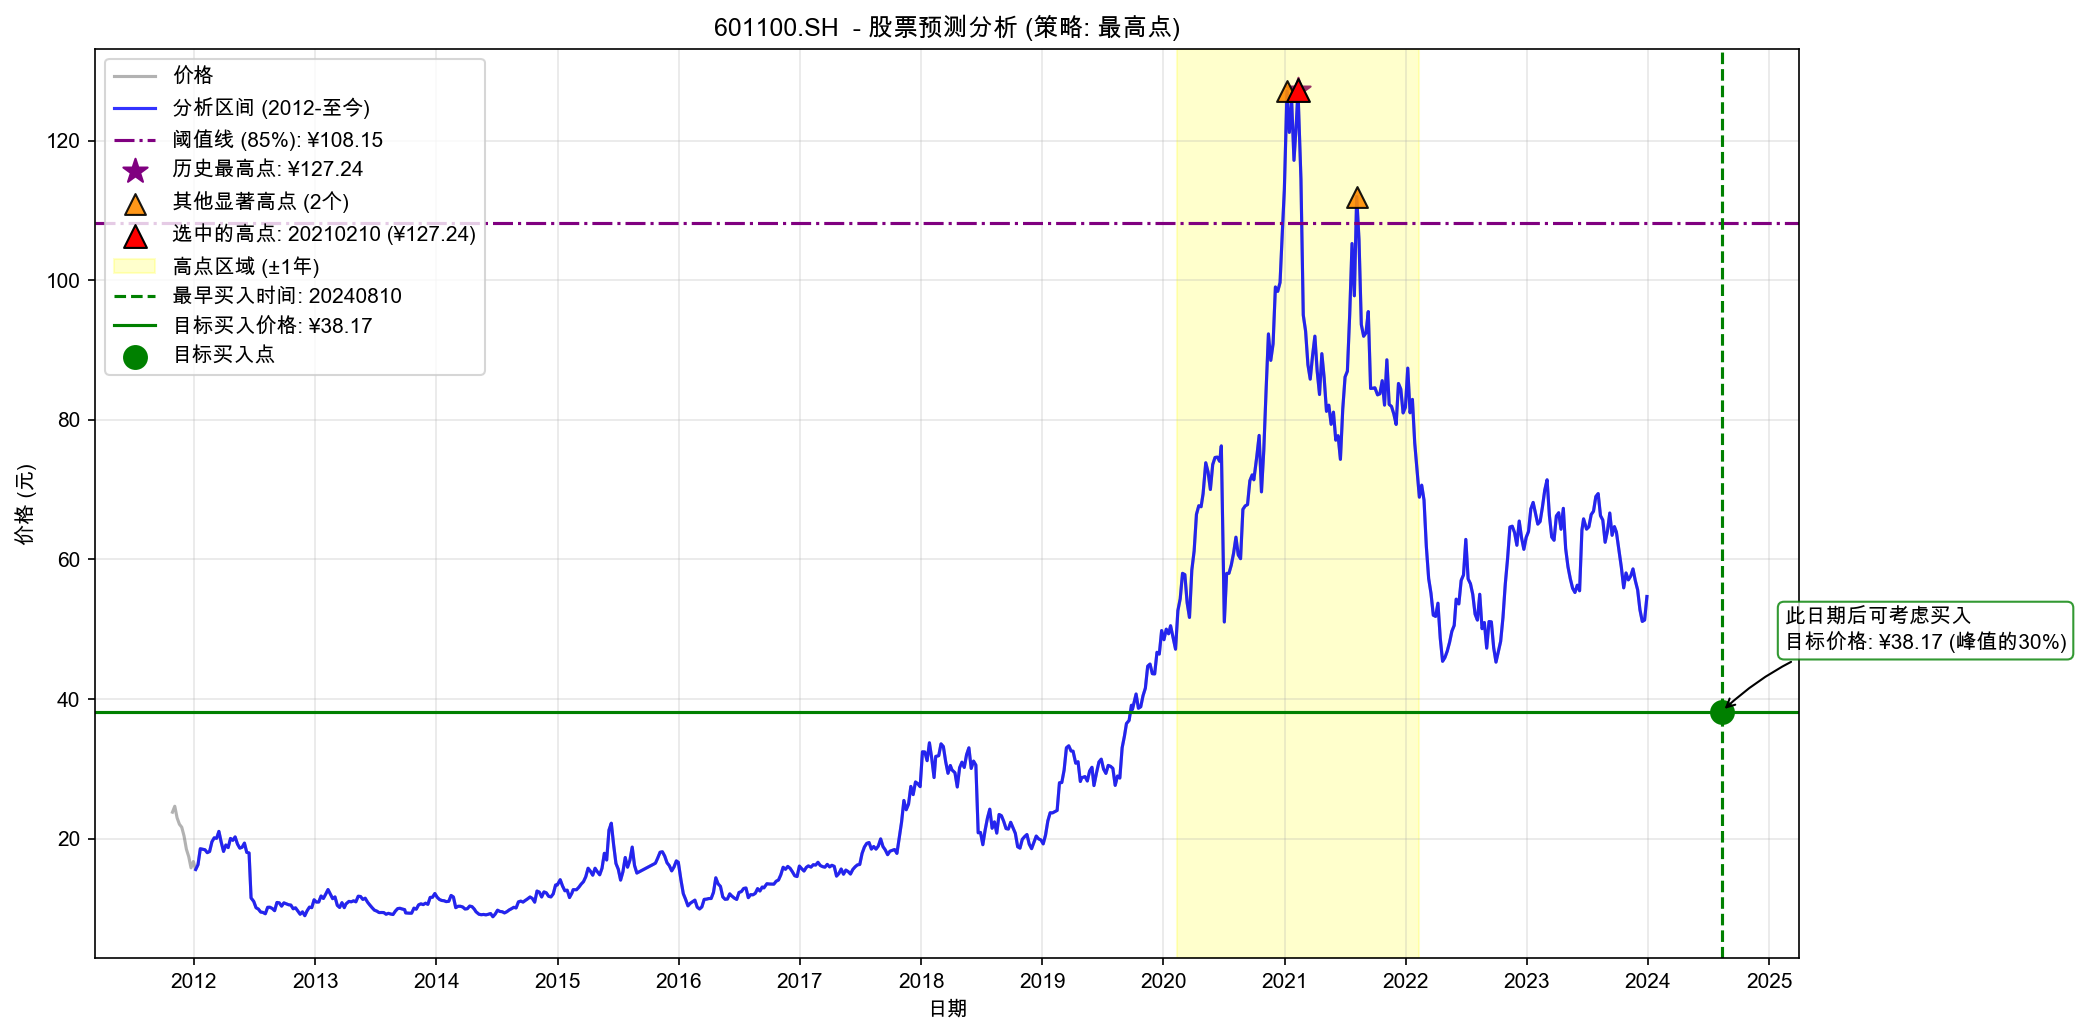 601100.SH - 股票预测分析 (策略: 最高点)
价格
分析区间 (2012-至今)
阈值线 (85%): ¥108.15
历史最高点: ¥127.24
其他显著高点 (2个)
选中的高点: 20210210 (¥127.24)
高点区域 (±1年)
最早买入时间: 20240810
目标买入价格: ¥38.17
目标买入点
120
100
80
60
40
20
价格 (元)
此日期后可考虑买入
目标价格: ¥38.17 (峰值的30%)
2012
2013
2014
2015
2016
2017
2018
2019
2020
2021
2022
2023
2024
2025
日期